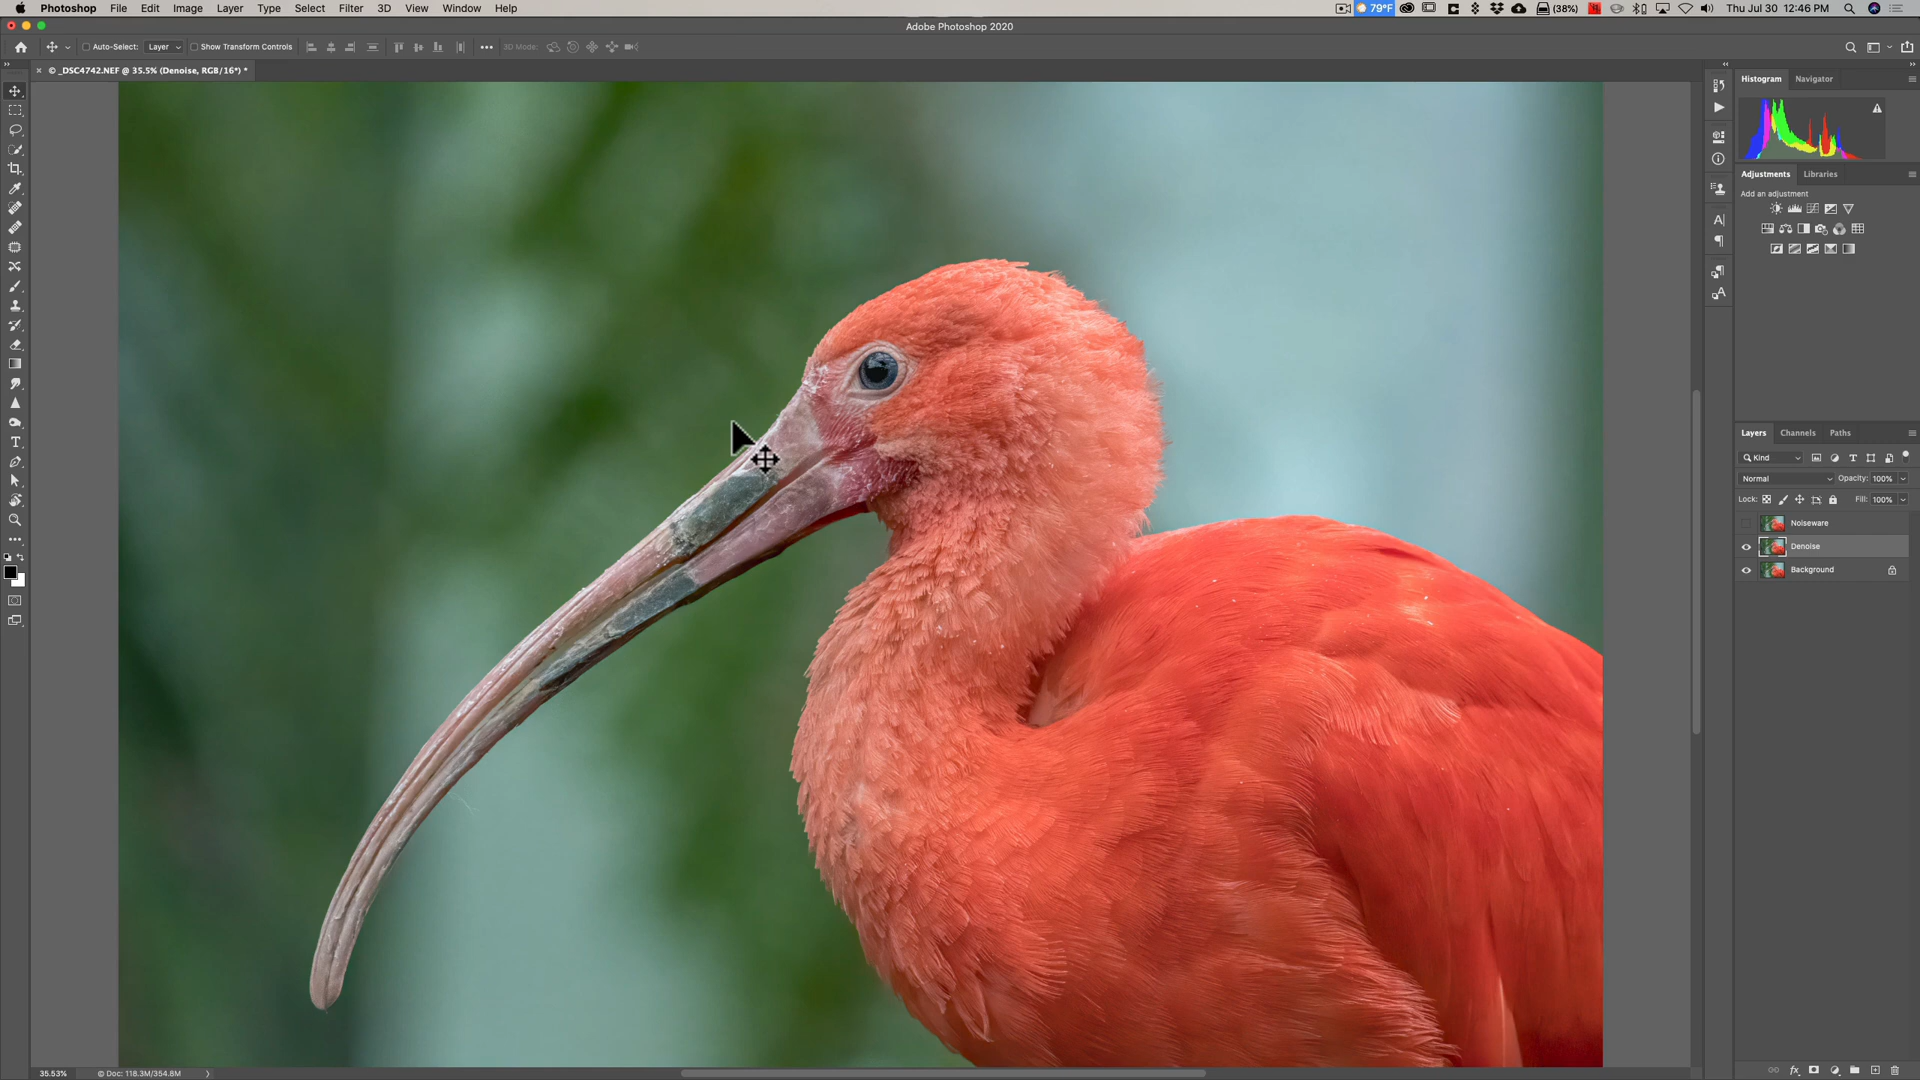 Photoshop File Edit Image Layer Type Select Filter 3D View Window Help
79°F (38%) Thu Jul 30 12:46 PM
Adobe Photoshop 2020
Auto-Select: Layer Show Transform Controls 3D Mode:
© _DSC4742.NEF @ 35.5% (Denoise, RGB/16*) *
Histogram Navigator
Adjustments Libraries
Add an adjustment
Layers Channels Paths
Kind
Normal Opacity: 100%
Lock: Fill: 100%
Noiseware
Denoise
Background
35.53% © Doc: 118.3M/354.8M